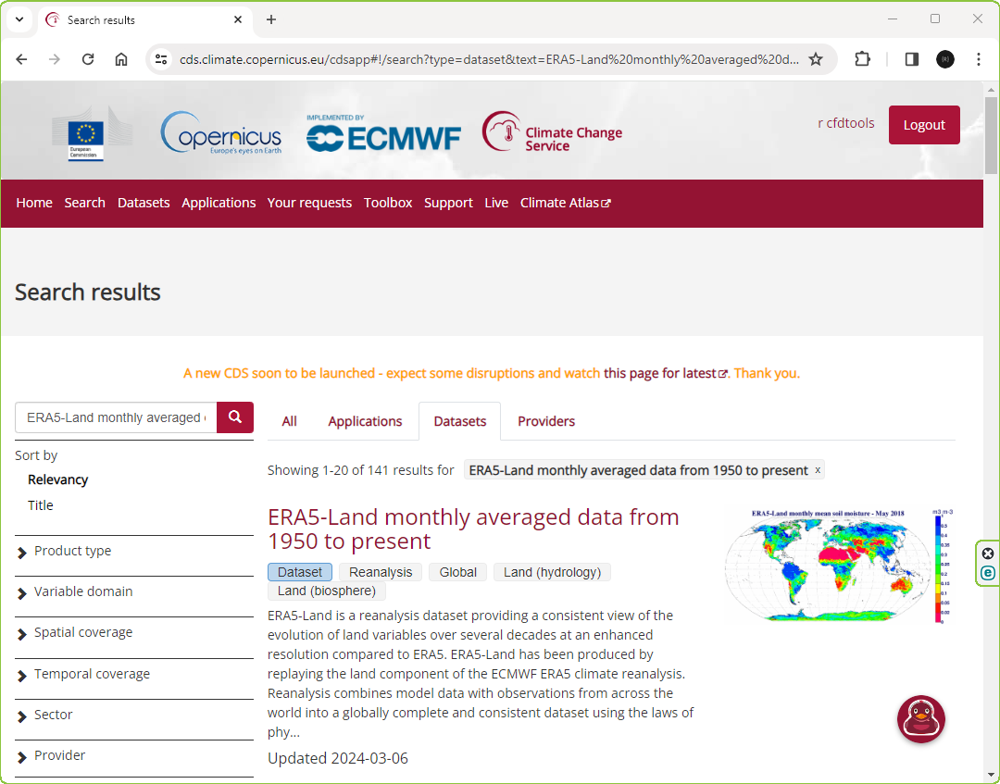 Search results
cds.climate.copernicus.eu/cdsapp#!/search?type=dataset&text=ERA5-Land%20monthly%20averaged%20d...
European
Commission
opernicus
Europe's eyes on Earth
IMPLEMENTED BY
ECMWF
Climate Change
Service
r cfdtools
Logout
Home Search Datasets Applications Your requests Toolbox Support Live Climate Atlas
Search results
A new CDS soon to be launched - expect some disruptions and watch this page for latest. Thank you.
ERA5-Land monthly averaged
All Applications Datasets Providers
Sort by
Relevancy
Title
Product type
Variable domain
Spatial coverage
Temporal coverage
Sector
Provider
Showing 1-20 of 141 results for ERA5-Land monthly averaged data from 1950 to present x
ERA5-Land monthly averaged data from
1950 to present
Dataset Reanalysis Global Land (hydrology)
Land (biosphere)
ERA5-Land is a reanalysis dataset providing a consistent view of the
evolution of land variables over several decades at an enhanced
resolution compared to ERA5. ERA5-Land has been produced by
replaying the land component of the ECMWF ERA5 climate reanalysis.
Reanalysis combines model data with observations from across the
world into a globally complete and consistent dataset using the laws of
phy...
Updated 2024-03-06
ERA5-Land monthly mean soil moisture - May 2018
m3 m-3